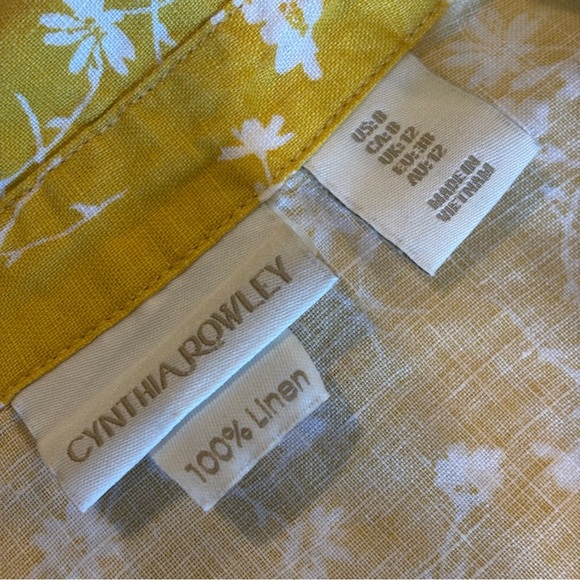 CYNTHIA ROWLEY
100% Linen
US:8
CA:8
UK:12
EU:38
AU:12
MADE IN
VIETNAM